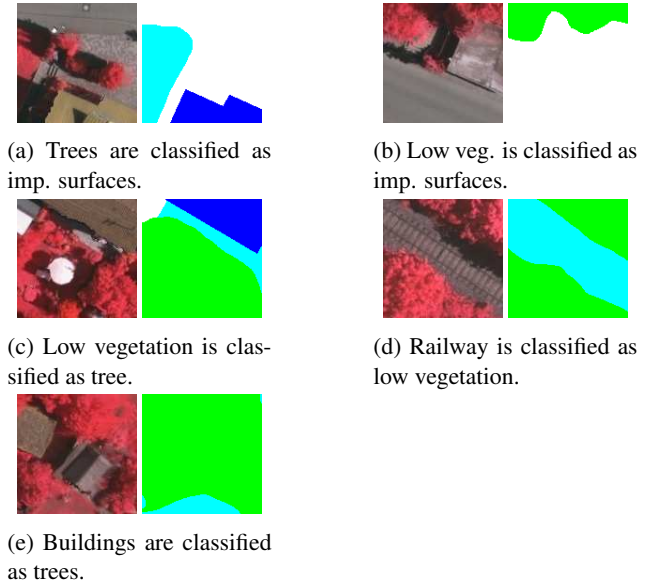 (a) Trees are classified as
imp. surfaces.
(b) Low veg. is classified as
imp. surfaces.
(c) Low vegetation is clas-
sified as tree.
(d) Railway is classified as
low vegetation.
(e) Buildings are classified
as trees.